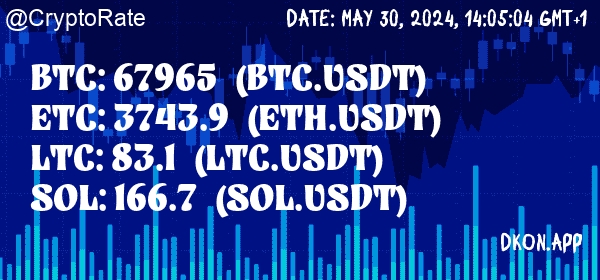 @CryptoRate
DATE: MAY 30, 2024, 14:05:04 GMT+1
BTC: 67965 (BTC.USDT)
ETC: 3743.9 (ETH.USDT)
LTC: 83.1 (LTC.USDT)
SOL: 166.7 (SOL.USDT)
DKON.APP